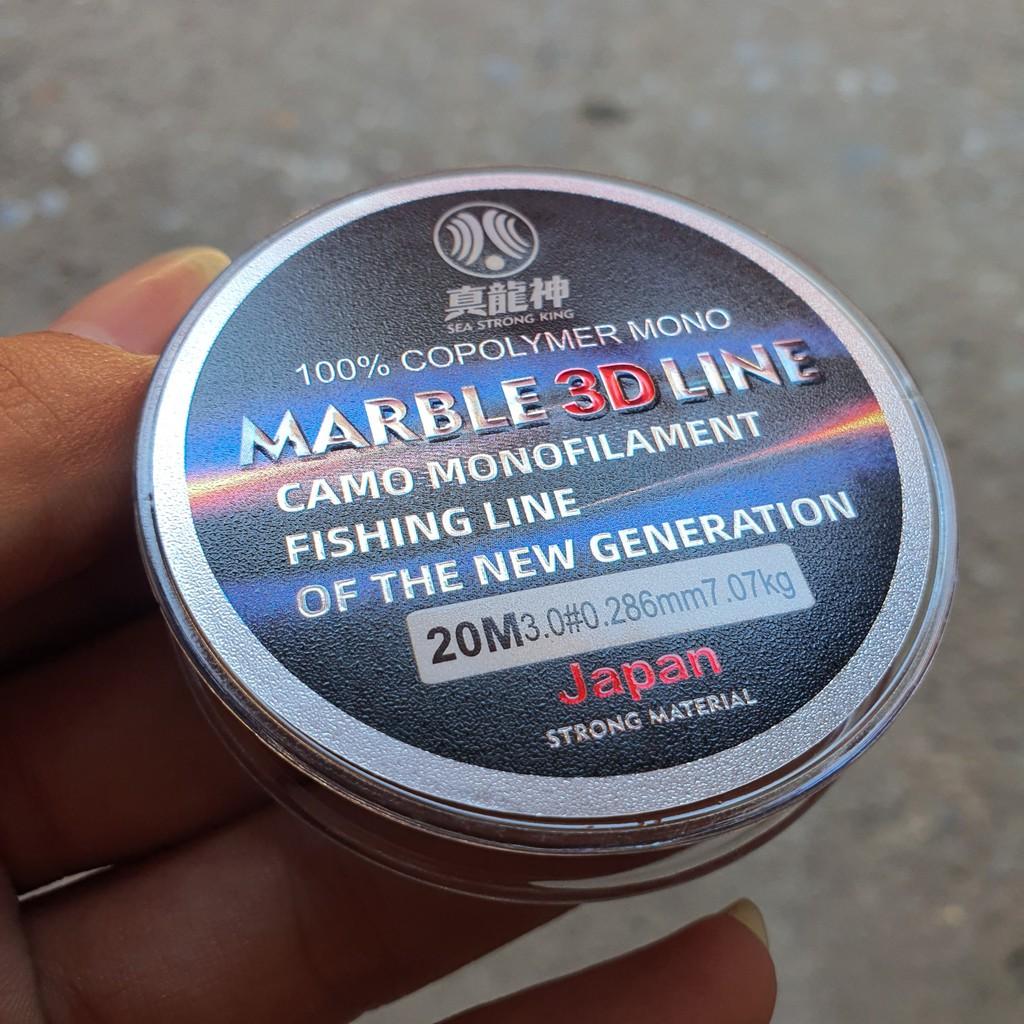 真龍神
SEA STRONG KING
100% COPOLYMER MONO
MARBLE 3D LINE
CAMO MONOFILAMENT
FISHING LINE
OF THE NEW GENERATION
20M3.0#0.286mm7.07kg
Japan
STRONG MATERIAL